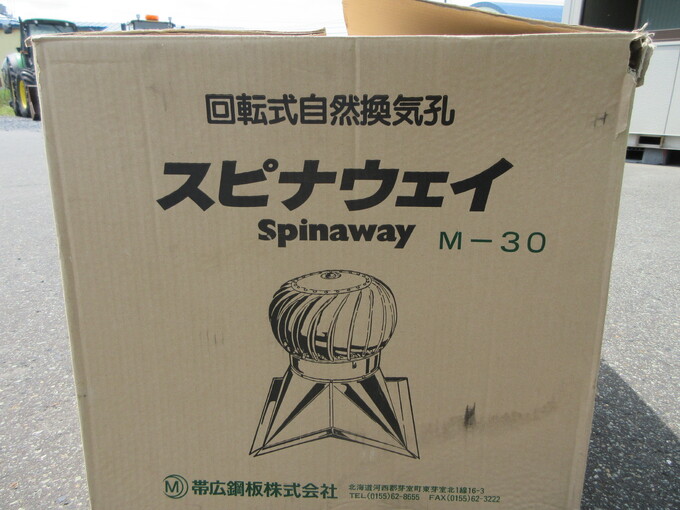 回転式自然換気孔
スピナウェイ
Spinaway M-30
M 帯広鋼板株式会社 北海道河西郡芽室町東芽室北1線16-3
TEL(0155)62-8655 FAX(0155)62-3222